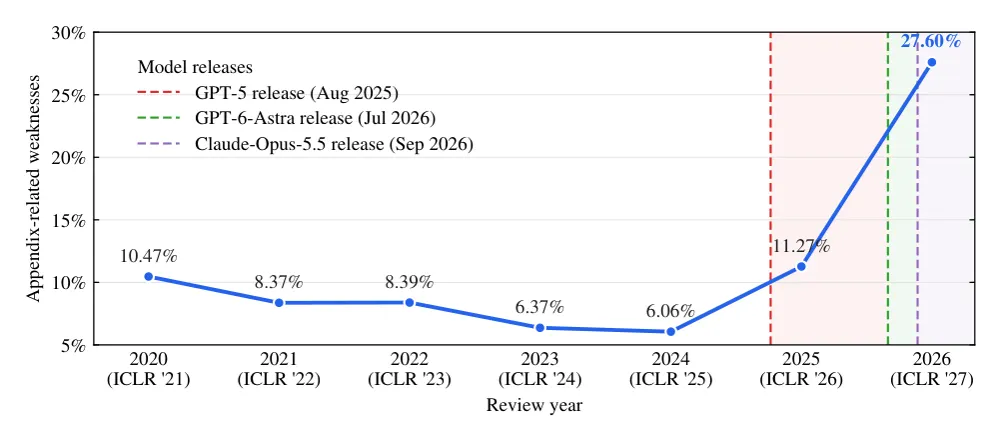 30%
25%
20%
15%
10%
5%
Appendix-related weaknesses
Model releases
GPT-5 release (Aug 2025)
GPT-6-Astra release (Jul 2026)
Claude-Opus-5.5 release (Sep 2026)
10.47%
8.37%
8.39%
6.37%
6.06%
11.27%
27.60%
2020
(ICLR '21)
2021
(ICLR '22)
2022
(ICLR '23)
2023
(ICLR '24)
2024
(ICLR '25)
2025
(ICLR '26)
2026
(ICLR '27)
Review year